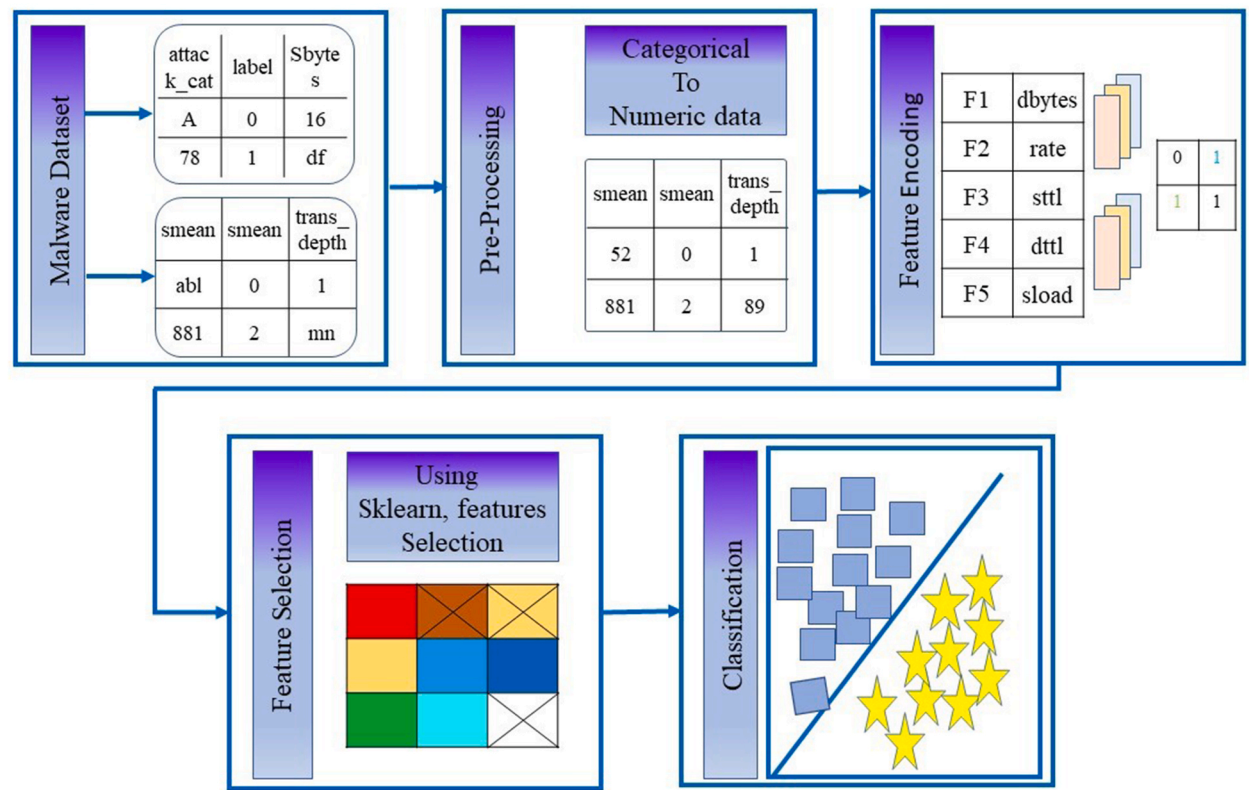 Malware Dataset
attac
k_cat
label
Sbyte
s
A 0 16
78 1 df
smean smean trans_
depth
abl 0 1
881 2 mn
Pre-Processing
Categorical
To
Numeric data
smean smean trans_
depth
52 0 1
881 2 89
Feature Encoding
F1 dbytes
F2 rate
F3 sttl
F4 dttl
F5 sload
0 1
1 1
Feature Selection
Using
Sklearn, features
Selection
Classification